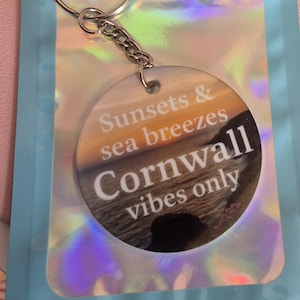 Sunsets &
sea breezes
Cornwall
vibes only